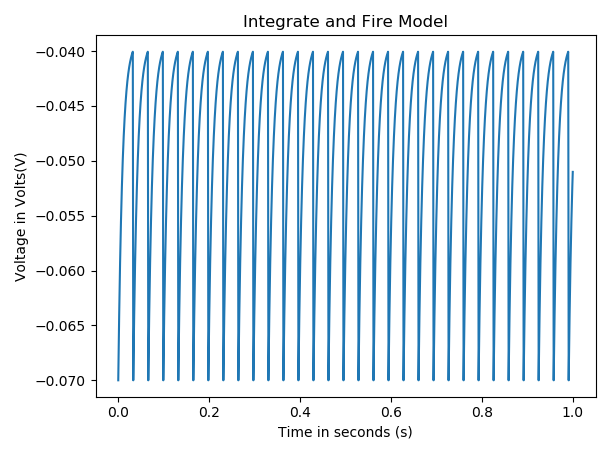 Integrate and Fire Model
−0.040
−0.045
−0.050
−0.055
−0.060
−0.065
−0.070
Voltage in Volts(V)
0.0 0.2 0.4 0.6 0.8 1.0
Time in seconds (s)